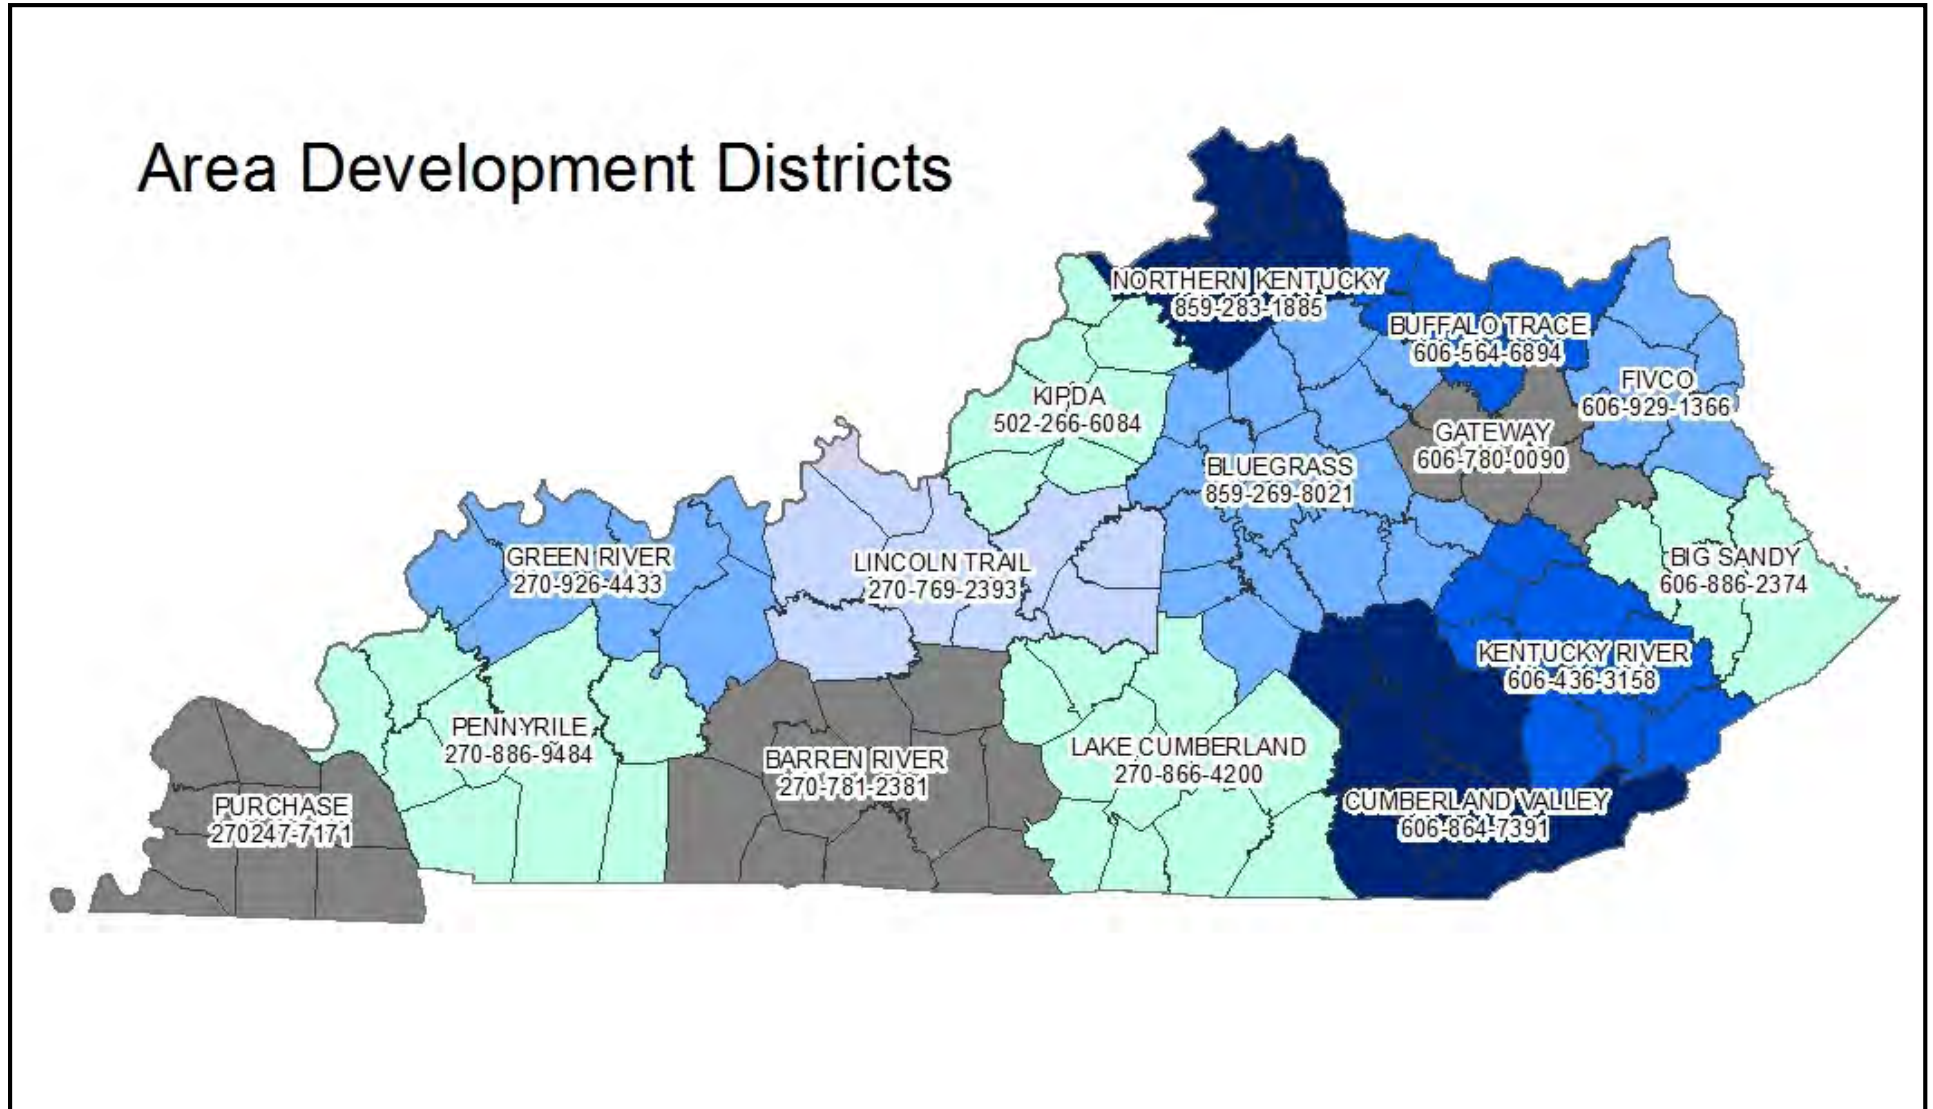 Area Development Districts
NORTHERN KENTUCKY
859-283-1885
BUFFALO TRACE
606-564-6894
FIVCO
606-929-1366
KIPDA
502-266-6084
GATEWAY
606-780-0090
BLUEGRASS
859-269-8021
GREEN RIVER
270-926-4433
LINCOLN TRAIL
270-769-2393
BIG SANDY
606-886-2374
KENTUCKY RIVER
606-436-3158
PENNYRILE
270-886-9484
BARREN RIVER
270-781-2381
LAKE CUMBERLAND
270-866-4200
PURCHASE
270247-7171
CUMBERLAND VALLEY
606-864-7391